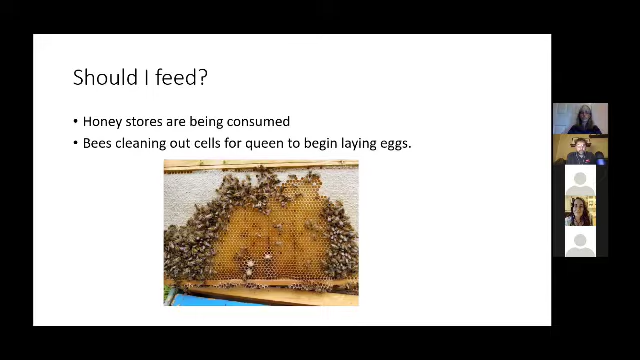 Should I feed?
• Honey stores are being consumed
• Bees cleaning out cells for queen to begin laying eggs.